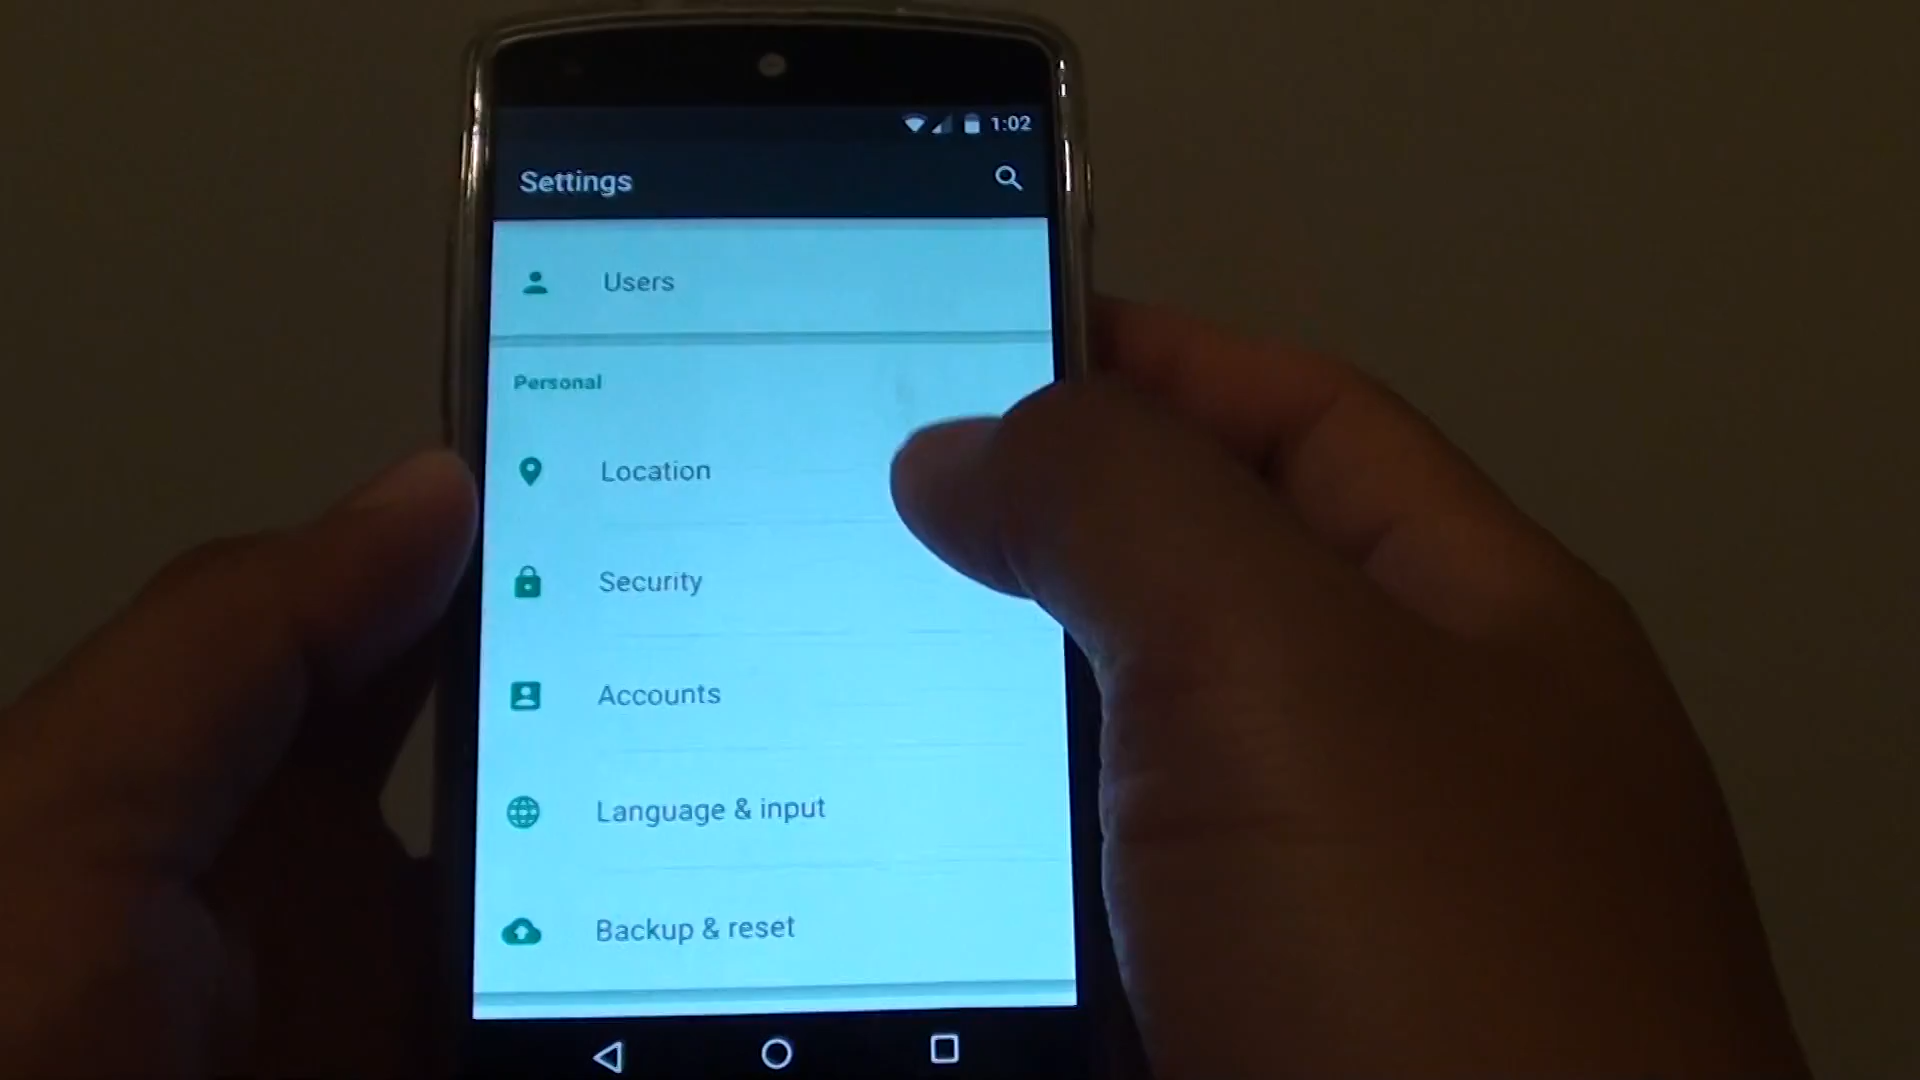 1:02
Settings
Users
Personal
Location
Security
Accounts
Language & input
Backup & reset